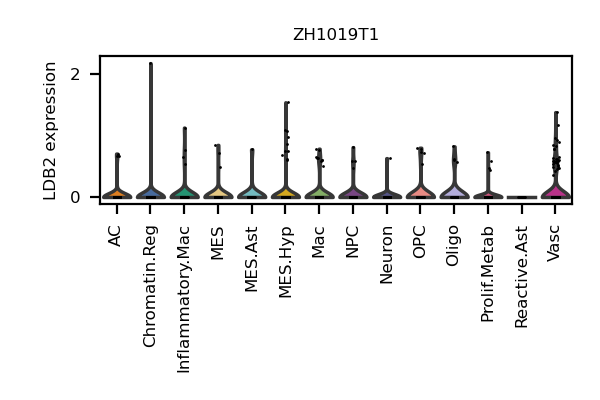 ZH1019T1
LDB2 expression
2
0
AC
Chromatin.Reg
Inflammatory.Mac
MES
MES.Ast
MES.Hyp
Mac
NPC
Neuron
OPC
Oligo
Prolif.Metab
Reactive.Ast
Vasc